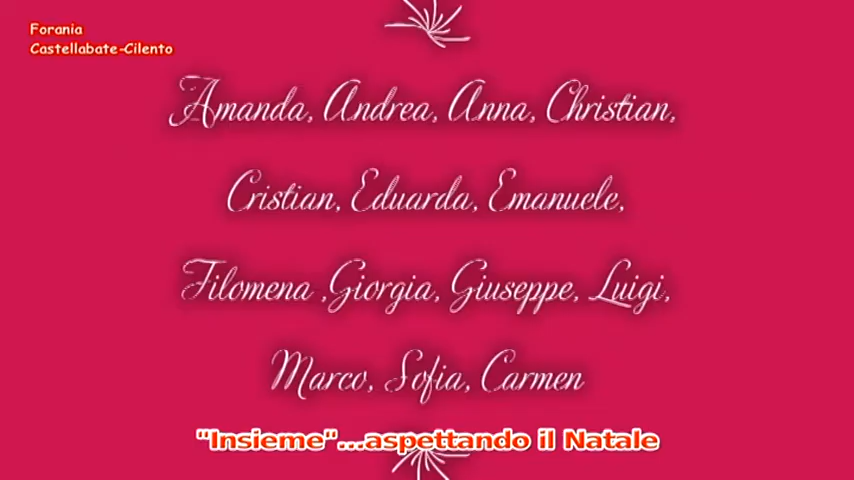 Forania
Castellabate-Cilento
Amanda, Andrea, Anna, Christian,
Cristian, Eduarda, Emanuele,
Filomena ,Giorgia, Giuseppe, Luigi,
Marco, Sofia, Carmen
"Insieme"...aspettando il Natale